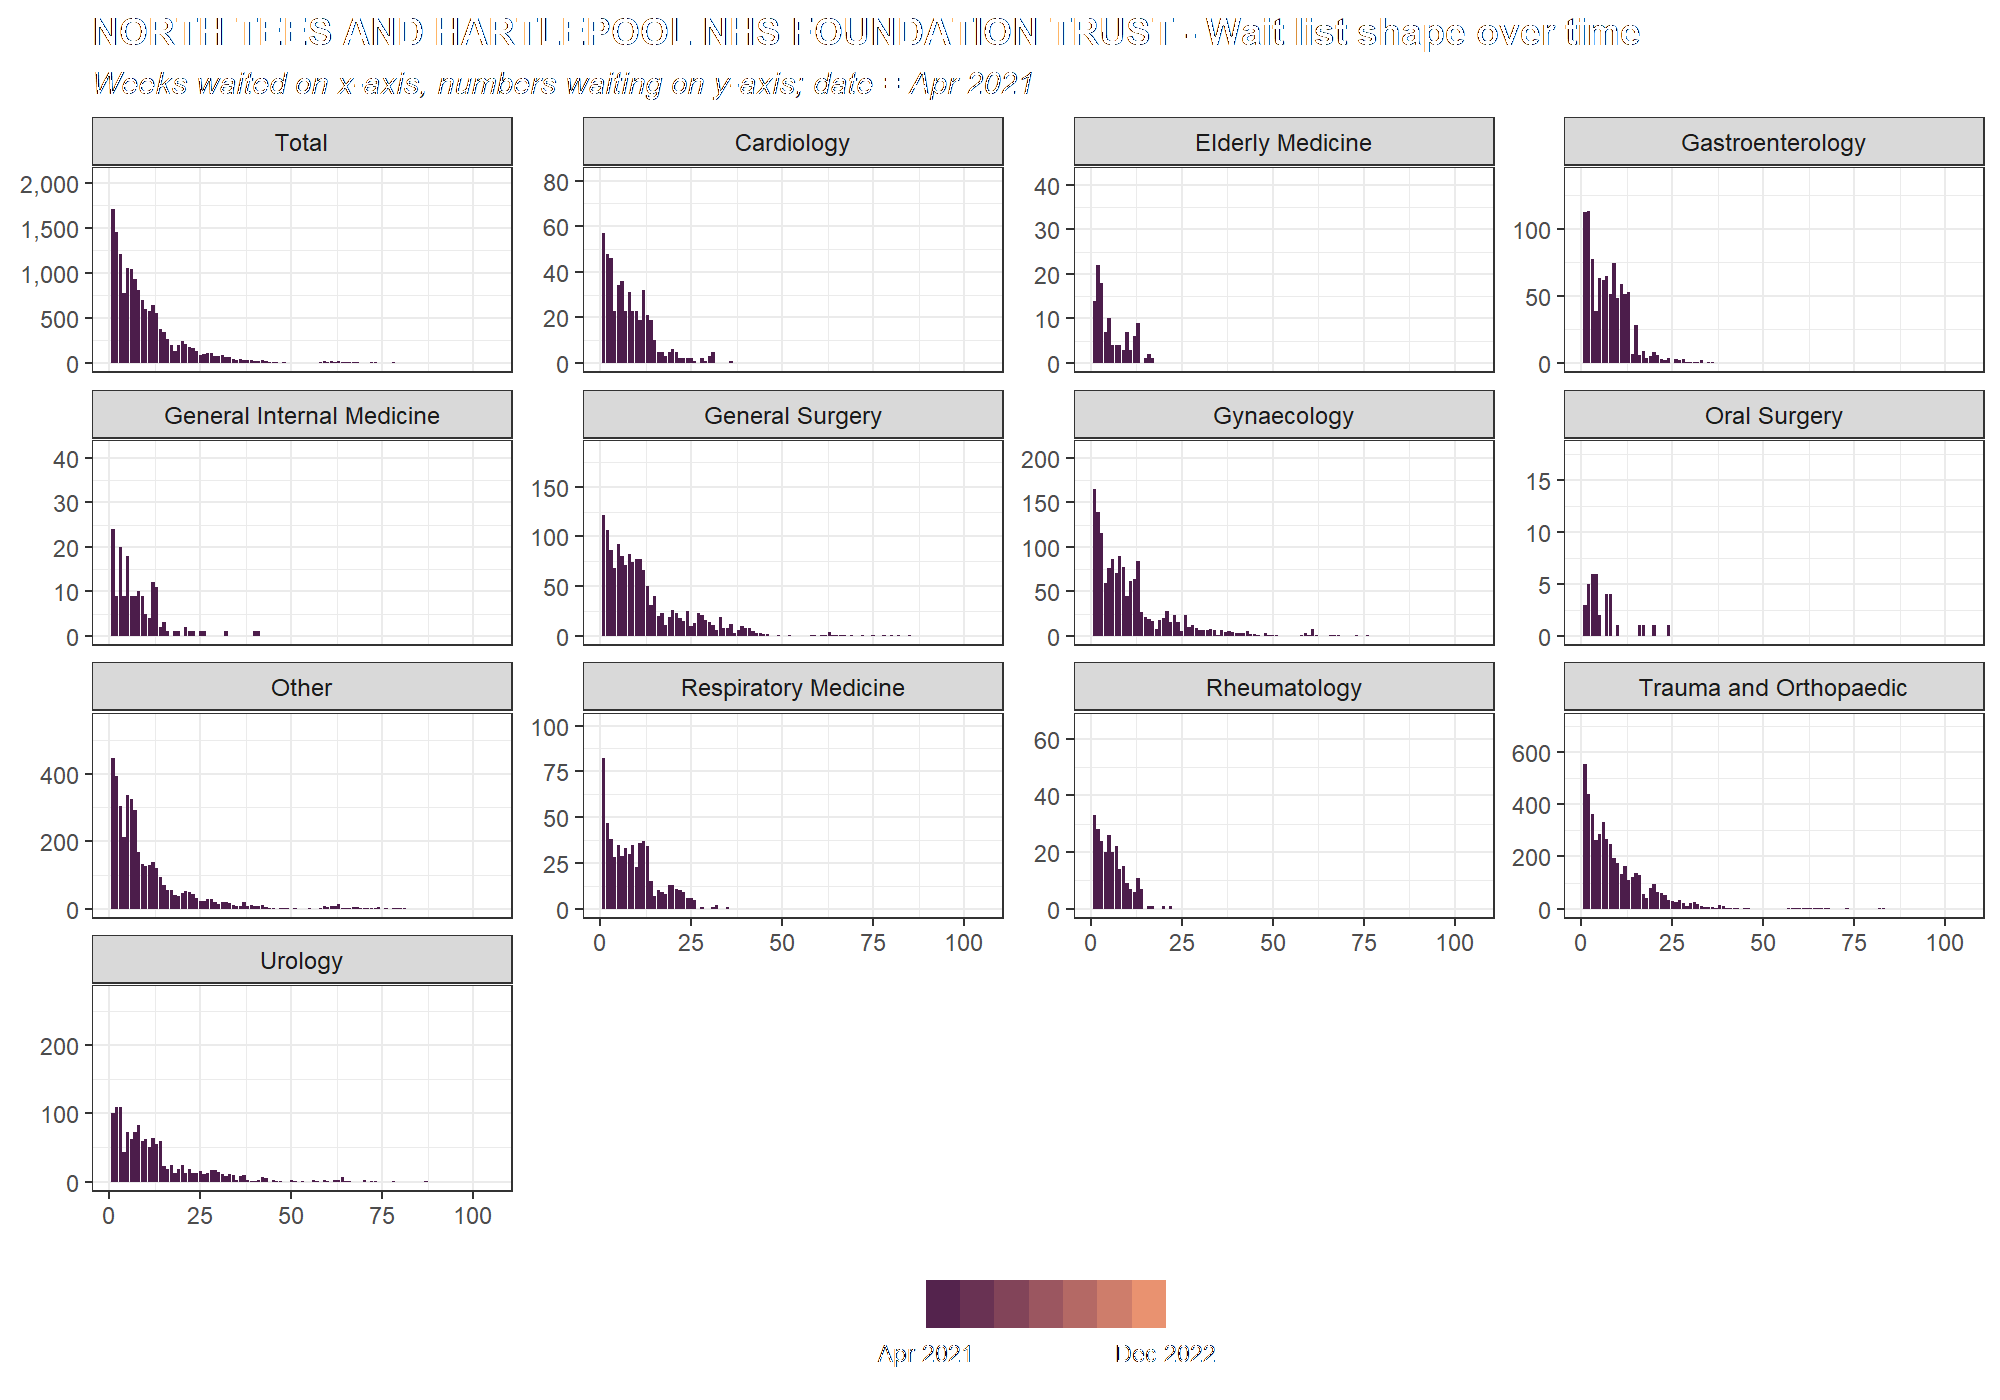 NORTH TEES AND HARTLEPOOL NHS FOUNDATION TRUST - Wait list shape over time
Weeks waited on x-axis, numbers waiting on y-axis; date = Apr 2021
Total
Cardiology
Elderly Medicine
Gastroenterology
2,000
1,500
1,000
500
0
80
60
40
20
0
40
30
20
10
0
100
50
0
General Internal Medicine
General Surgery
Gynaecology
Oral Surgery
40
30
20
10
0
150
100
50
0
200
150
100
50
0
15
10
5
0
Other
Respiratory Medicine
Rheumatology
Trauma and Orthopaedic
400
200
0
100
75
50
25
0
60
40
20
0
600
400
200
0
0 25 50 75 100
0 25 50 75 100
0 25 50 75 100
Urology
200
100
0
0 25 50 75 100
Apr 2021
Dec 2022